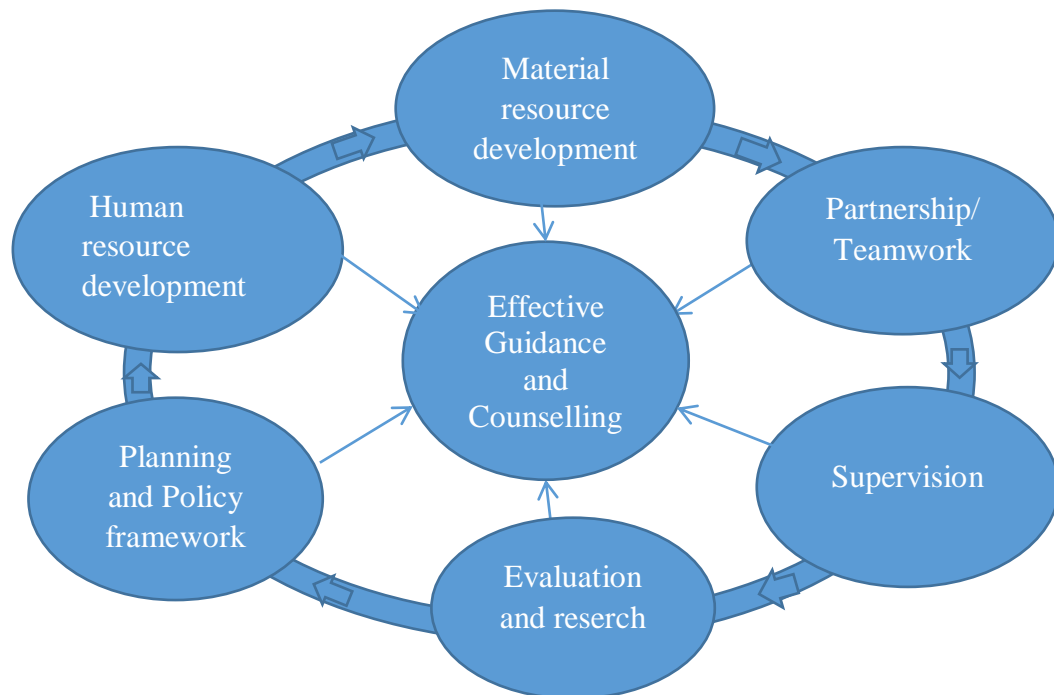 Material
resource
development
Human
resource
development
Partnership/
Teamwork
Effective
Guidance
and
Counselling
Planning
and Policy
framework
Supervision
Evaluation
and reserch